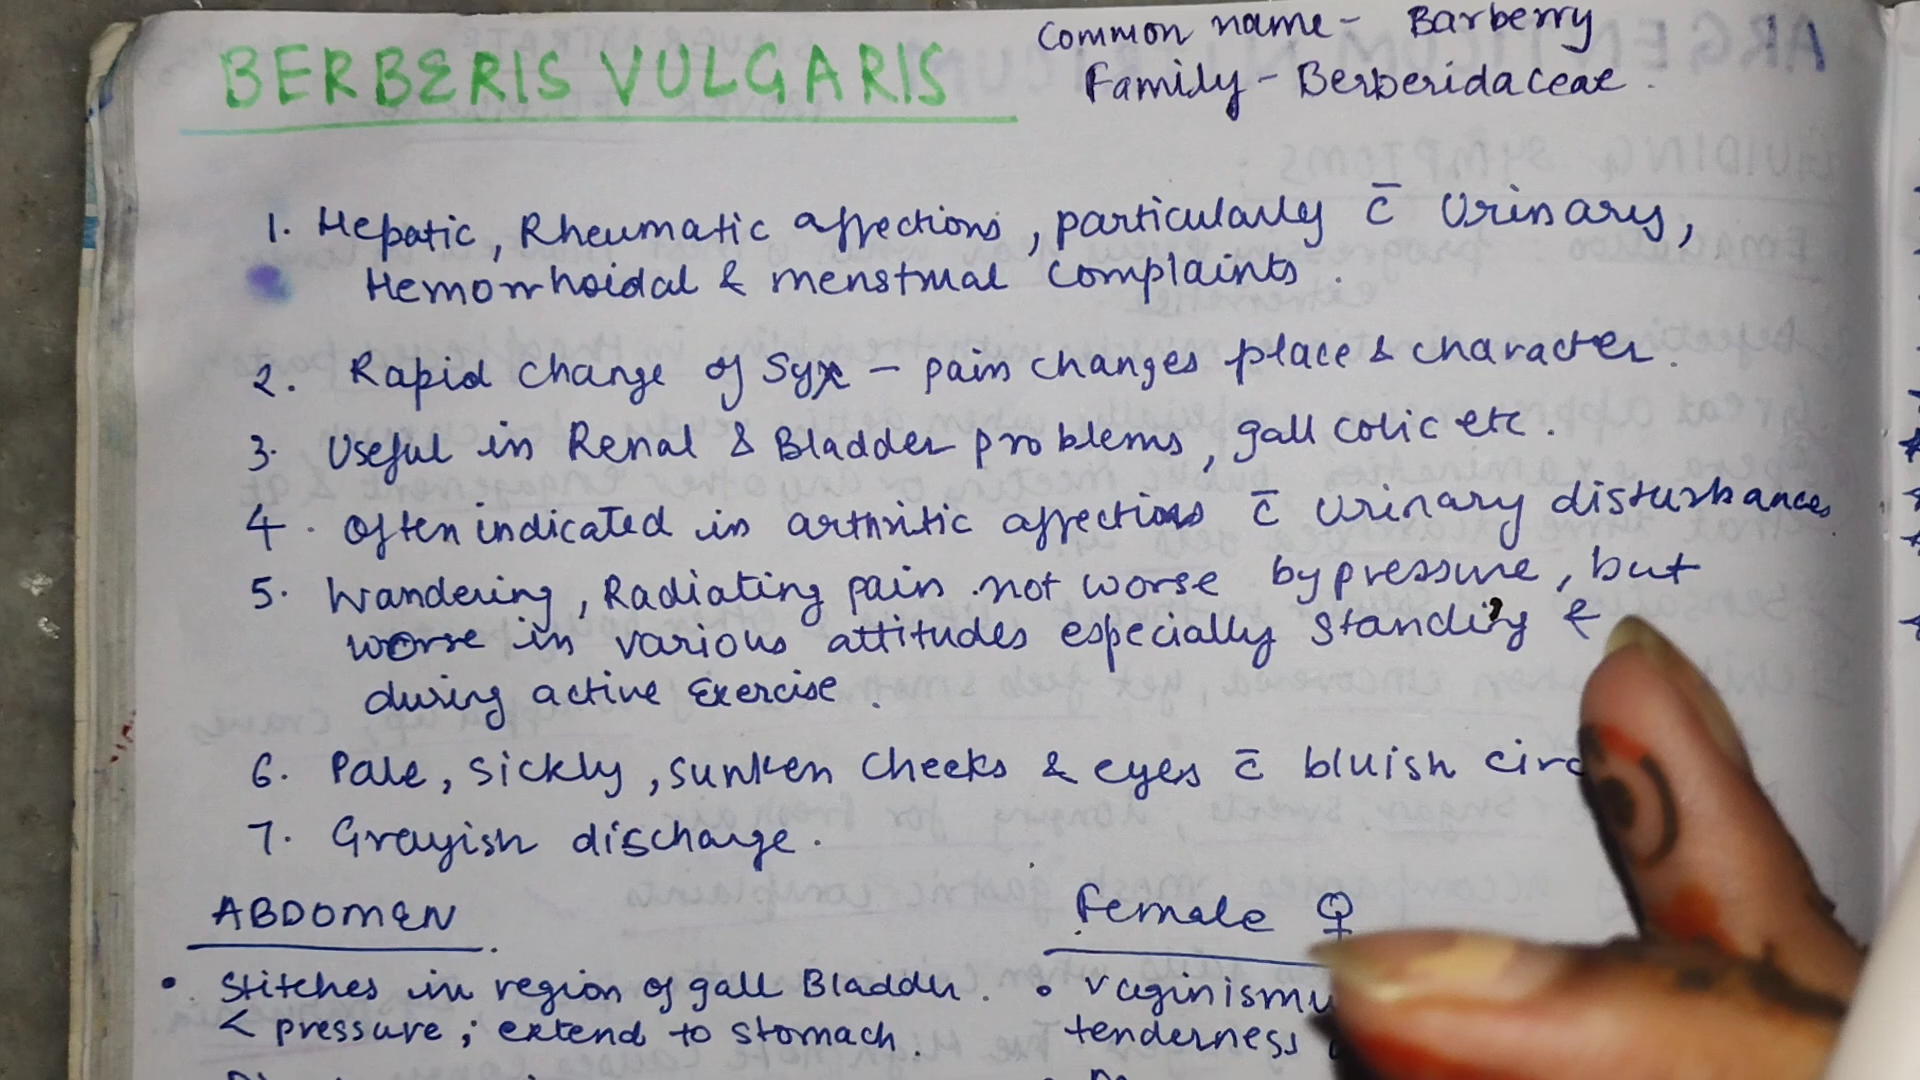 BERBERIS VULGARIS
Common name - Barberry
Family - Berberidaceae.
1. Hepatic, Rheumatic affections, particularly c̄ Urinary,
Hemorrhoidal & menstrual complaints.
2. Rapid change of Syx - pain changes place & character.
3. Useful in Renal & Bladder problems, gall colic etc.
4. Often indicated in arthritic affections c̄ urinary disturbances.
5. Wandering, Radiating pain not worse by pressure, but
worse in various attitudes especially standing &
during active Exercise.
6. Pale, sickly, sunken cheeks & eyes c̄ bluish
7. Grayish discharge.
ABDOMEN
• Stitches in region of gall Bladder.
< pressure; extend to stomach.
Female ♀
• 
tenderness